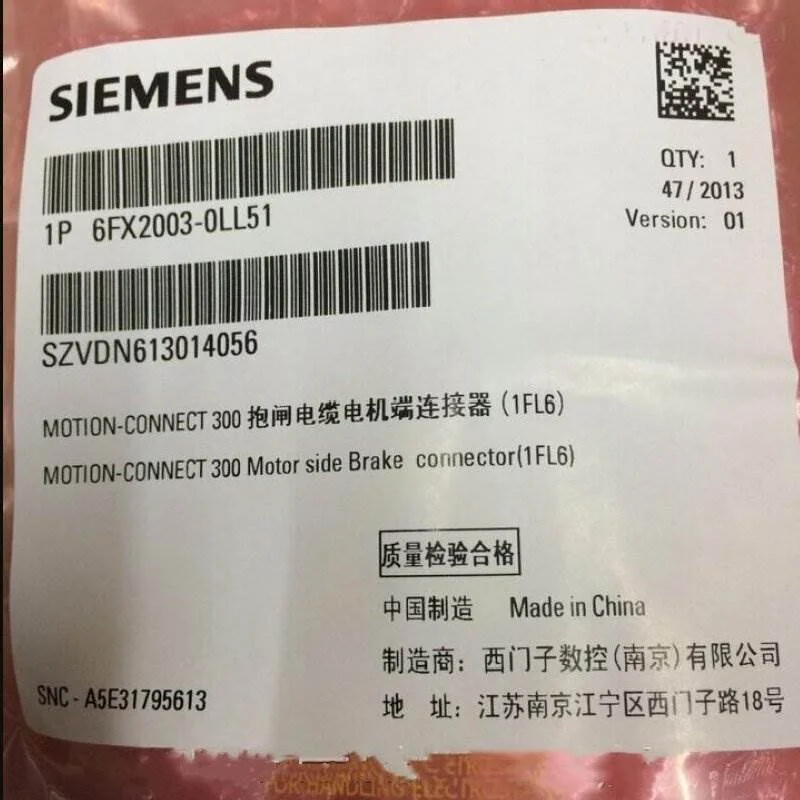 SIEMENS
QTY: 1
47/2013
Version: 01
1P 6FX2003-0LL51
SZVDN613014056
MOTION-CONNECT 300 抱闸电缆电机端连接器 (1FL6)
MOTION-CONNECT 300 Motor side Brake connector(1FL6)
质量检验合格
中国制造 Made in China
制造商: 西门子数控(南京)有限公司
SNC - A5E31795613
地 址: 江苏南京江宁区西门子路18号
FOR HANDLING ELECTR